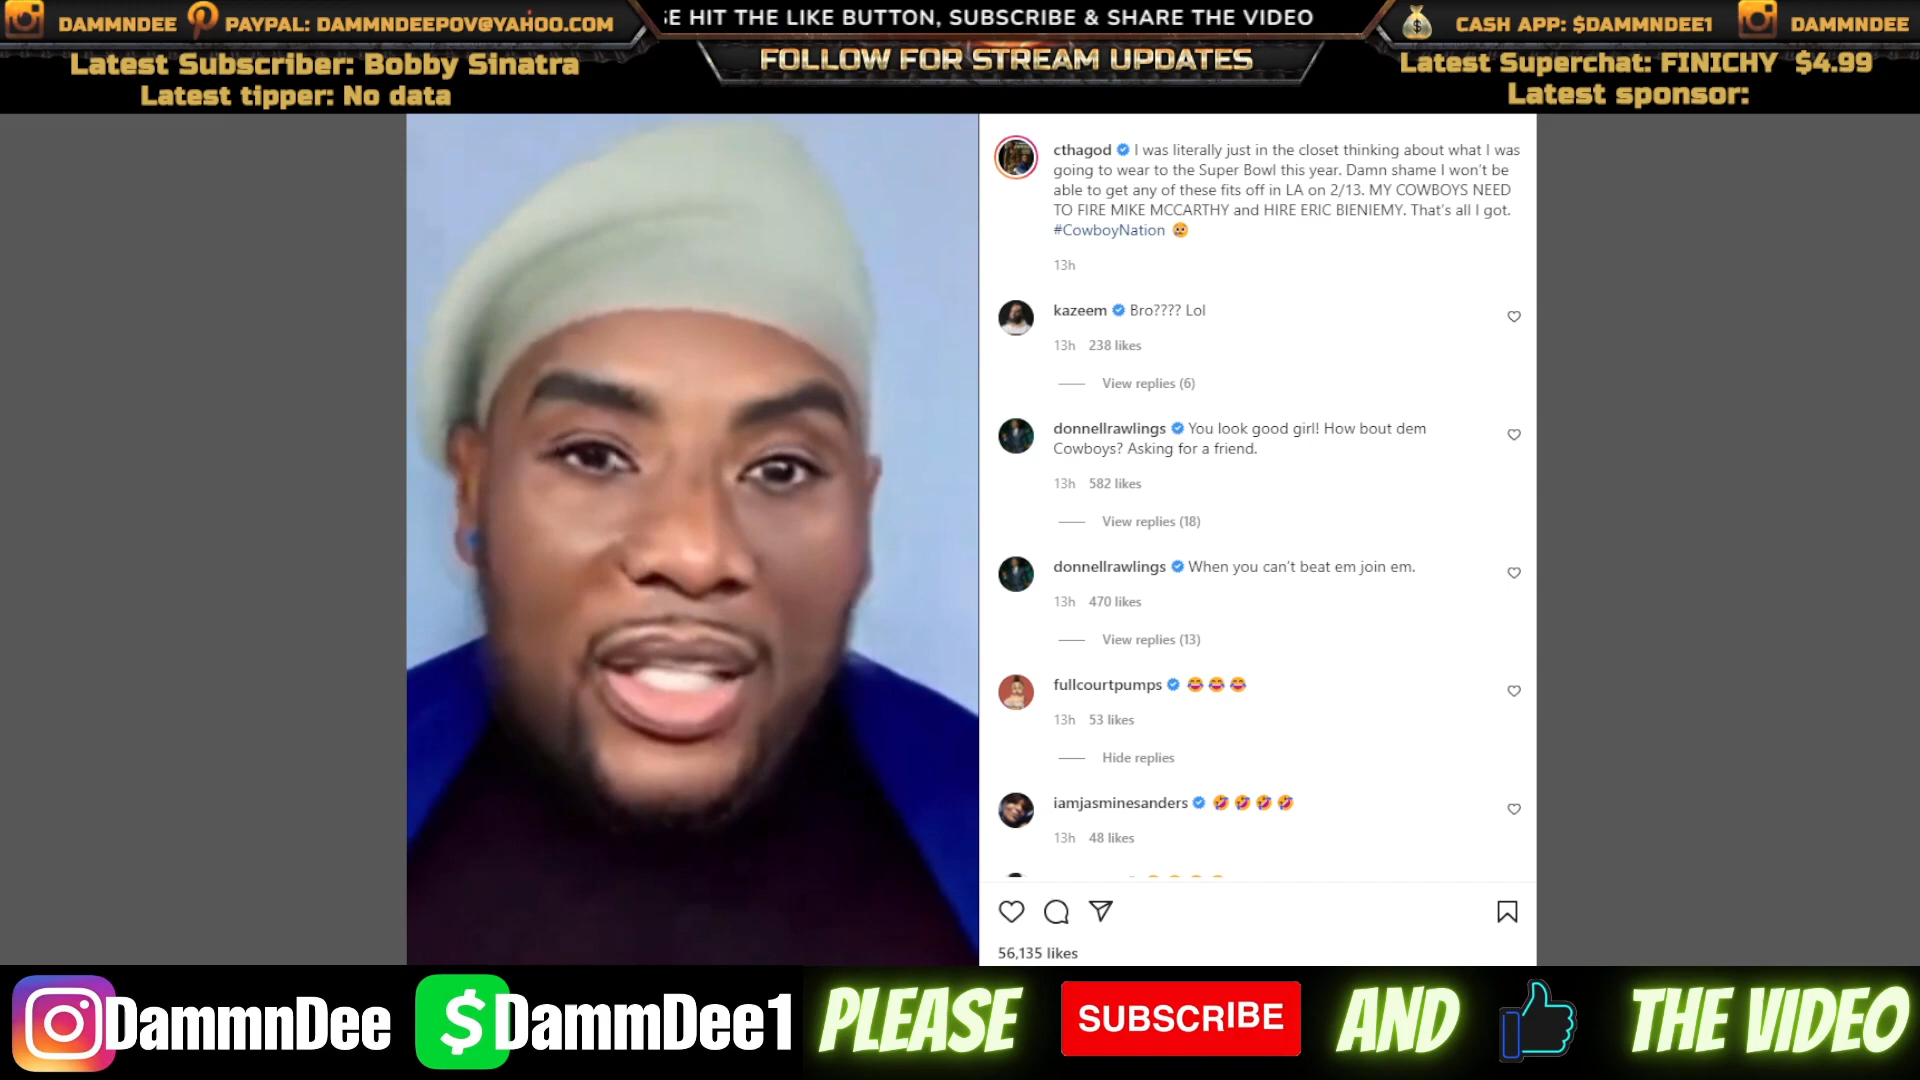 DAMMNDEE
PAYPAL: DAMMNDEEPOV@YAHOO.COM
E HIT THE LIKE BUTTON, SUBSCRIBE & SHARE THE VIDEO
CASH APP: $DAMMNDEE1
DAMMNDEE
Latest Subscriber: Bobby Sinatra
Latest tipper: No data
FOLLOW FOR STREAM UPDATES
Latest Superchat: FINICHY $4.99
Latest sponsor:
cthagod I was literally just in the closet thinking about what I was
going to wear to the Super Bowl this year. Damn shame I won't be
able to get any of these fits off in LA on 2/13. MY COWBOYS NEED
TO FIRE MIKE MCCARTHY and HIRE ERIC BIENIEMY. That's all I got.
#CowboyNation 😢
13h
kazeem Bro???? Lol
13h 238 likes
View replies (6)
donnellrawlings You look good girl! How bout dem
Cowboys? Asking for a friend.
13h 582 likes
View replies (18)
donnellrawlings When you can't beat em join em.
13h 470 likes
View replies (13)
fullcourtpumps 😂😂😂
13h 53 likes
Hide replies
iamjasminesanders 🤣🤣🤣🤣
13h 48 likes
56,135 likes
DammnDee
$ DammDee1
PLEASE
SUBSCRIBE
AND
THE VIDEO